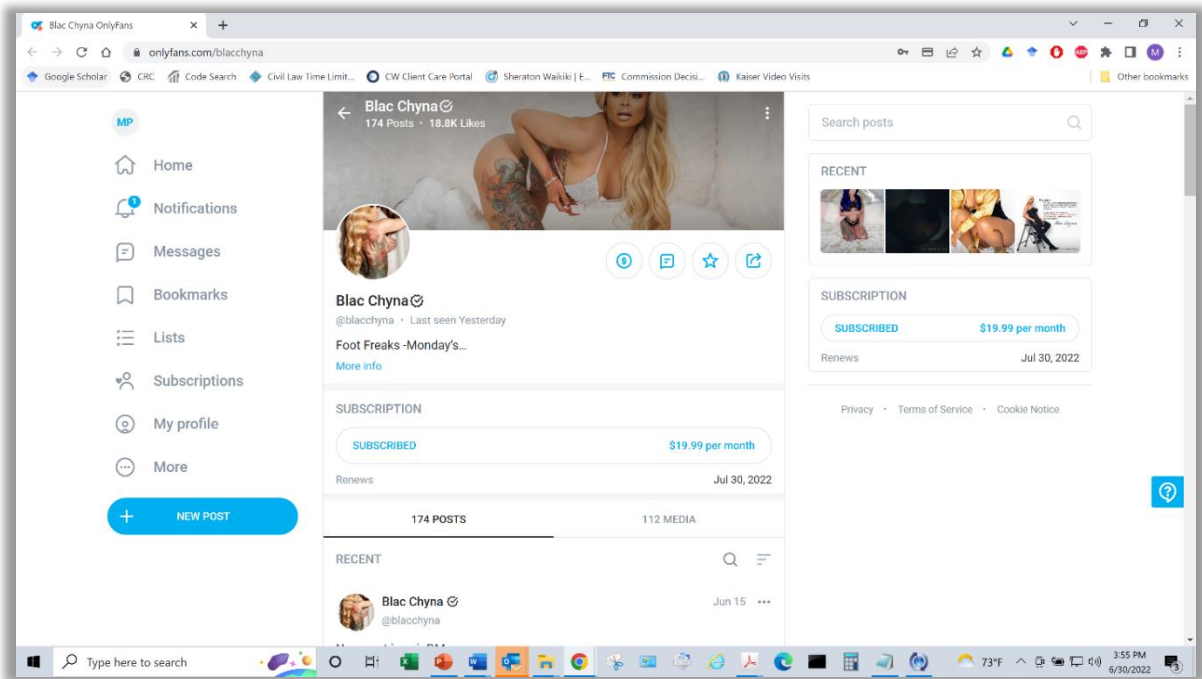 Blac Chyna OnlyFans
onlyfans.com/blacchyna
Google Scholar
CRC
Code Search
Civil Law Time Limit...
CW Client Care Portal
Sheraton Waikiki | E...
FTC Commission Decisi...
Kaiser Video Visits
Other bookmarks
ABP
M
MP
Home
1
Notifications
Messages
Bookmarks
Lists
Subscriptions
My profile
More
NEW POST
Blac Chyna
174 Posts · 18.8K Likes
Blac Chyna
@blacchyna · Last seen Yesterday
Foot Freaks -Monday's...
More info
SUBSCRIPTION
SUBSCRIBED $19.99 per month
Renews Jul 30, 2022
174 POSTS 112 MEDIA
RECENT
Blac Chyna Jun 15
@blacchyna
Search posts
RECENT
SUBSCRIPTION
SUBSCRIBED $19.99 per month
Renews Jul 30, 2022
Privacy · Terms of Service · Cookie Notice
Type here to search
73°F
3:55 PM
6/30/2022
3